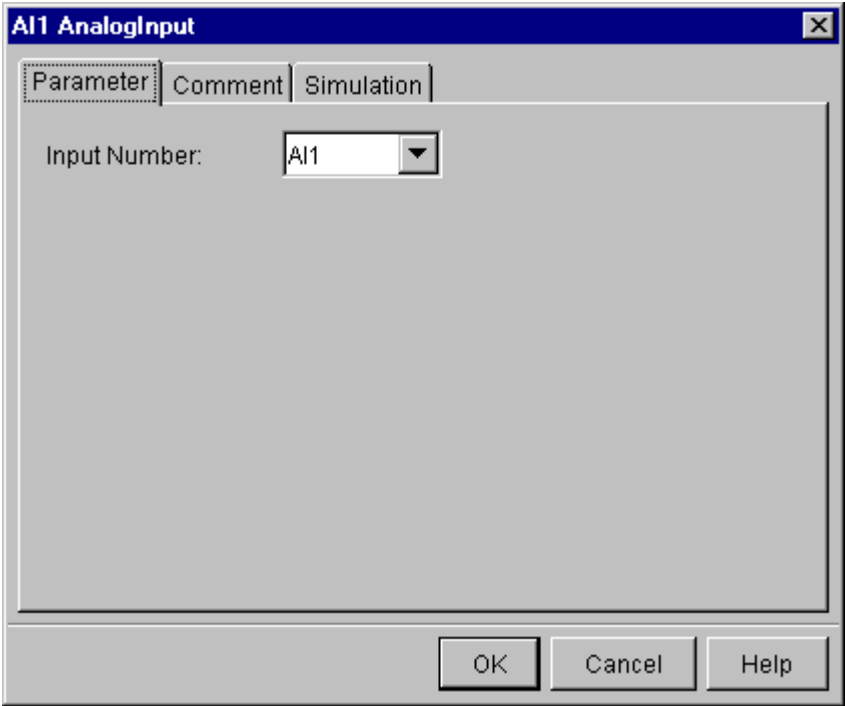 AI1 AnalogInput
Parameter Comment Simulation
Input Number: AI1
OK Cancel Help